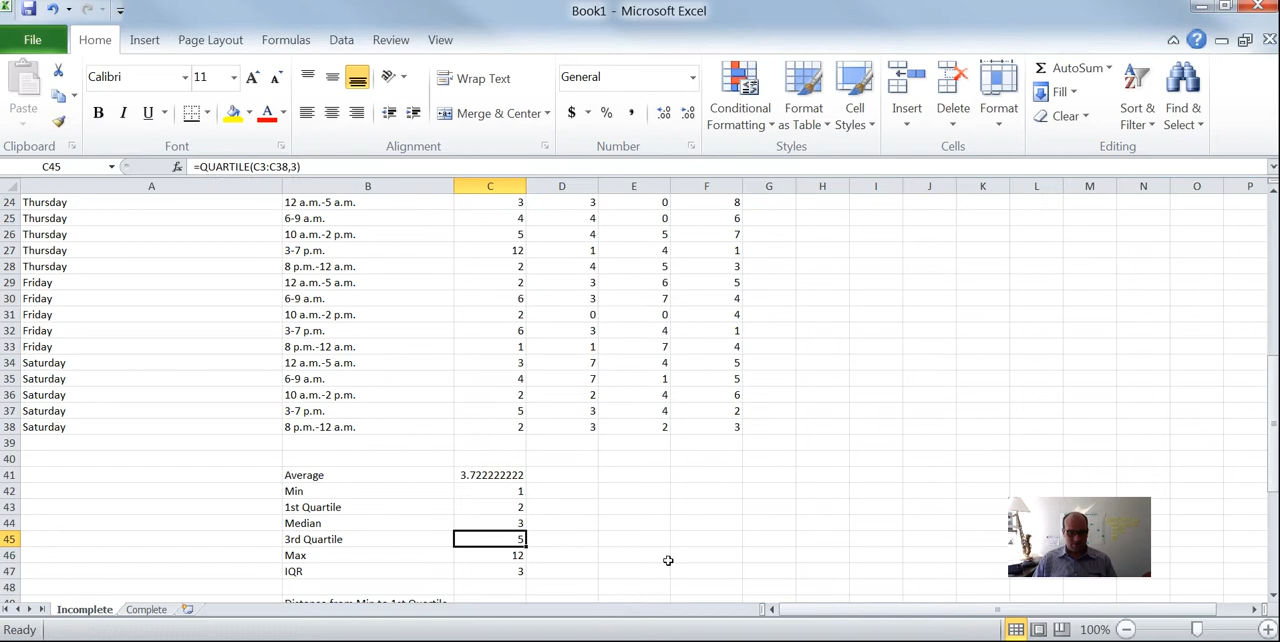 Book1 - Microsoft Excel
File Home Insert Page Layout Formulas Data Review View
Paste Calibri 11 A A Wrap Text General Conditional Formatting Format as Table Cell Styles Insert Delete Format AutoSum Fill Clear Sort & Filter Find & Select
B I U A Merge & Center $ % ,
Clipboard Font Alignment Number Styles Cells Editing
C45 fx =QUARTILE(C3:C38,3)
A B C D E F G H I J K L M N O P
24 Thursday 12 a.m.-5 a.m. 3 3 0 8
25 Thursday 6-9 a.m. 4 4 0 6
26 Thursday 10 a.m.-2 p.m. 5 4 5 7
27 Thursday 3-7 p.m. 12 1 4 1
28 Thursday 8 p.m.-12 a.m. 2 4 5 3
29 Friday 12 a.m.-5 a.m. 2 3 6 5
30 Friday 6-9 a.m. 6 3 7 4
31 Friday 10 a.m.-2 p.m. 2 0 0 4
32 Friday 3-7 p.m. 6 3 4 1
33 Friday 8 p.m.-12 a.m. 1 1 7 4
34 Saturday 12 a.m.-5 a.m. 3 7 4 5
35 Saturday 6-9 a.m. 4 7 1 5
36 Saturday 10 a.m.-2 p.m. 2 2 4 6
37 Saturday 3-7 p.m. 5 3 4 2
38 Saturday 8 p.m.-12 a.m. 2 3 2 3
39
40
41 Average 3.722222222
42 Min 1
43 1st Quartile 2
44 Median 3
45 3rd Quartile 5
46 Max 12
47 IQR 3
48
Distance from Min to 1st Quartile
Incomplete Complete
Ready 100%